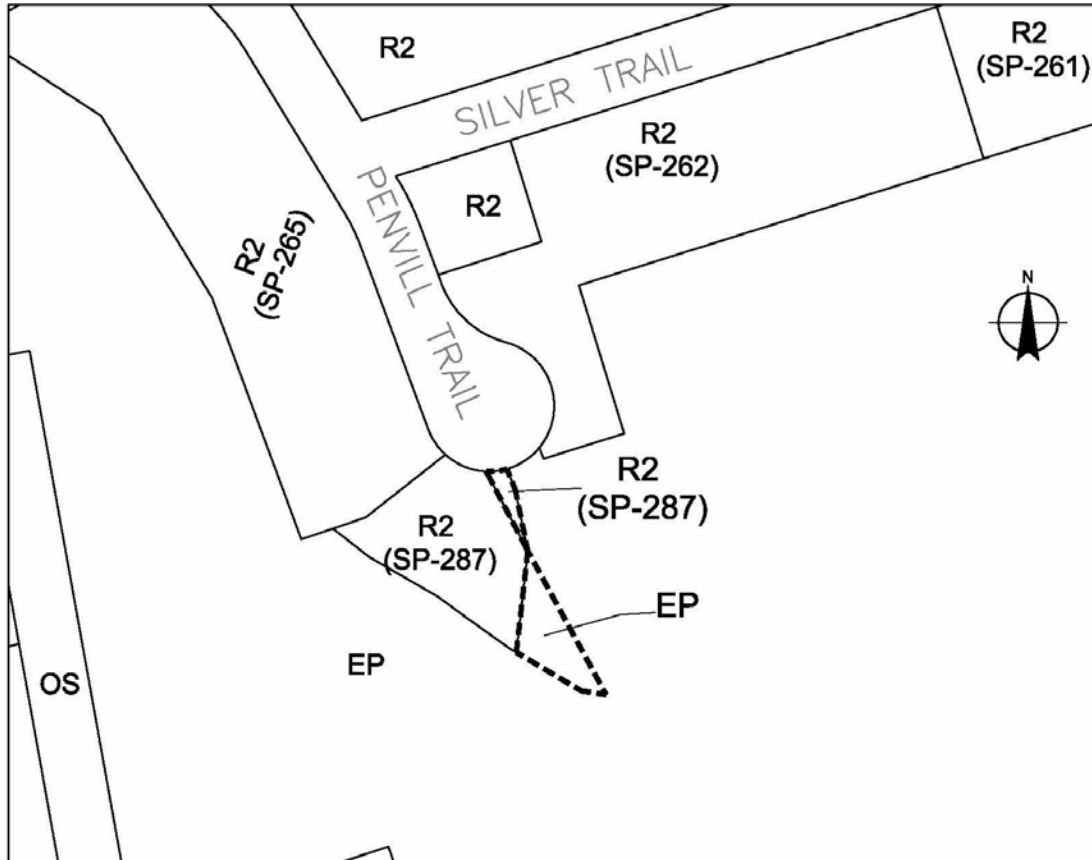 R2
R2
(SP-261)
SILVER TRAIL
R2
(SP-262)
R2
PENVILL TRAIL
R2
(SP-265)
N
R2
(SP-287)
R2
(SP-287)
EP
EP
OS